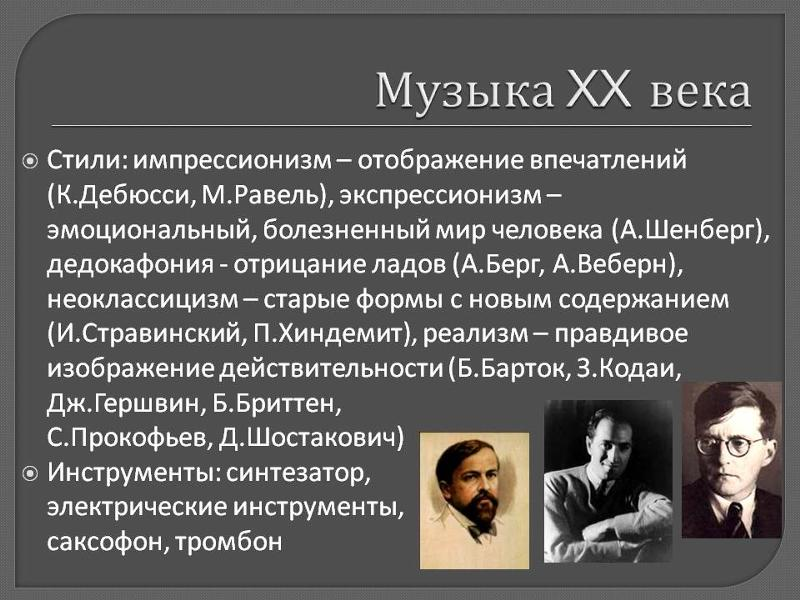 Музыка XX века
Стили: импрессионизм – отображение впечатлений
(К.Дебюсси, М.Равель), экспрессионизм –
эмоциональный, болезненный мир человека (А.Шенберг),
дедокафония - отрицание ладов (А.Берг, А.Веберн),
неоклассицизм – старые формы с новым содержанием
(И.Стравинский, П.Хиндемит), реализм – правдивое
изображение действительности (Б.Барток, З.Кодаи,
Дж.Гершвин, Б.Бриттен,
С.Прокофьев, Д.Шостакович)
Инструменты: синтезатор,
электрические инструменты,
саксофон, тромбон